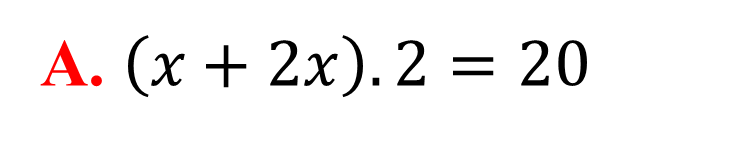 A. (x + 2x). 2 = 20